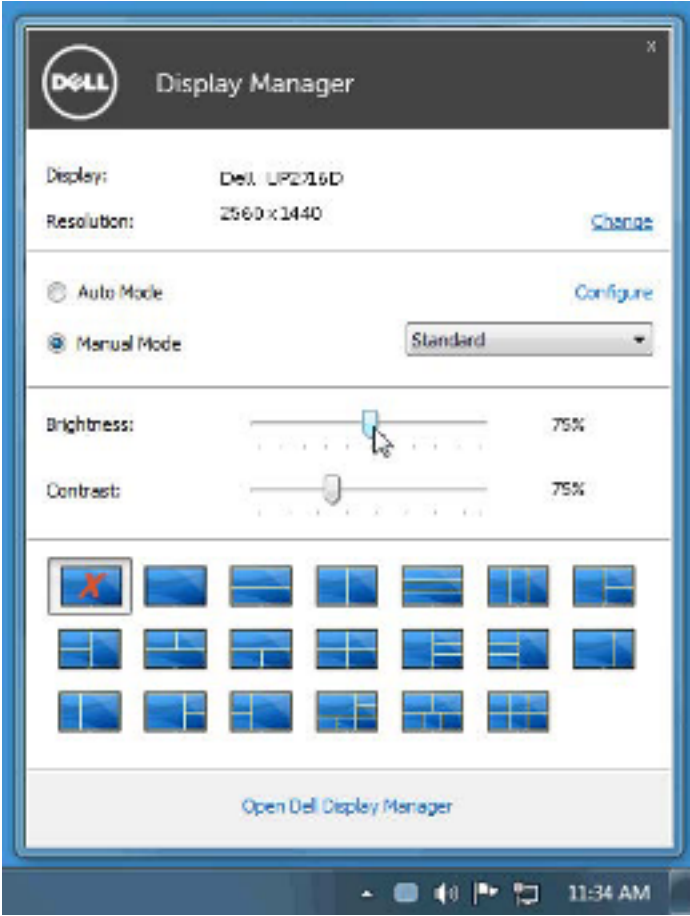 DELL
Display Manager
x
Display: Dell UP2716D
Resolution: 2560 x 1440 Change
Auto Mode Configure
Manual Mode Standard
Brightness: 75%
Contrast: 75%
Open Dell Display Manager
11:34 AM